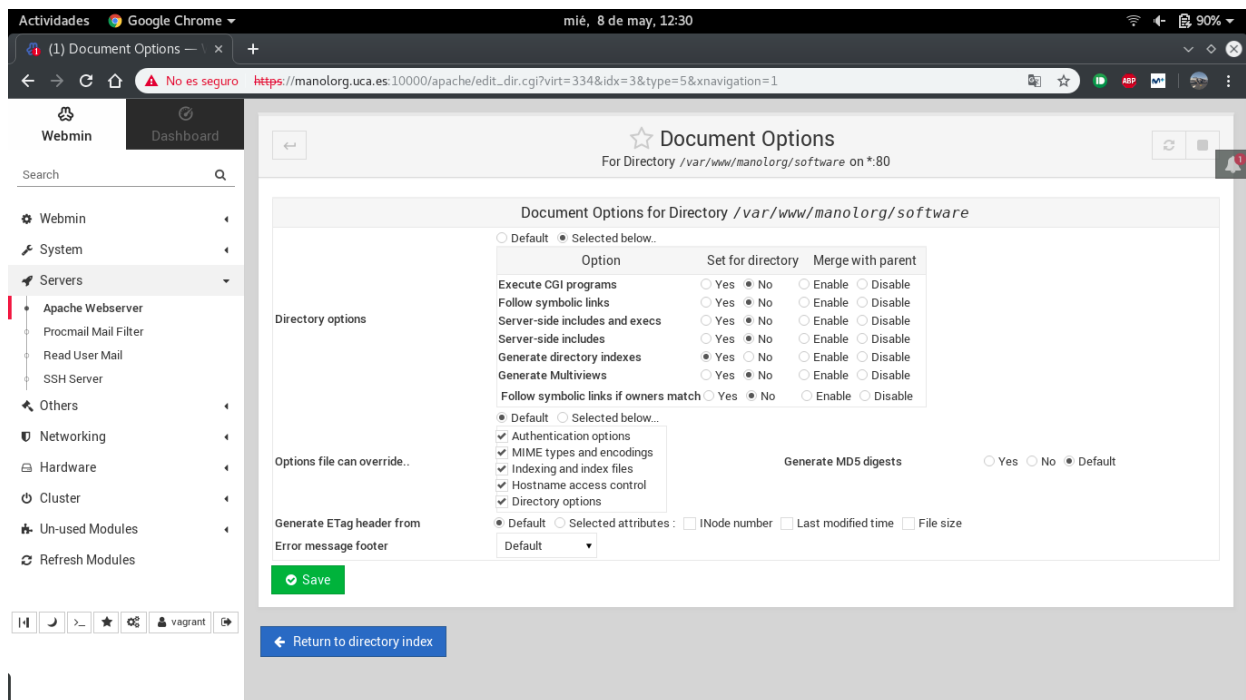 Actividades Google Chrome mié, 8 de may, 12:30 90%
(1) Document Options — \ × +
No es seguro https://manolorg.uca.es:10000/apache/edit_dir.cgi?virt=334&idx=3&type=5&xnavigation=1 ABP
Webmin Dashboard
Search
Webmin
System
Servers
Apache Webserver
Procmail Mail Filter
Read User Mail
SSH Server
Others
Networking
Hardware
Cluster
Un-used Modules
Refresh Modules
vagrant
Document Options
For Directory /var/www/manolorg/software on *:80
1
Document Options for Directory /var/www/manolorg/software
Directory options
Default Selected below..
Option Set for directory Merge with parent
Execute CGI programs Yes No Enable Disable
Follow symbolic links Yes No Enable Disable
Server-side includes and execs Yes No Enable Disable
Server-side includes Yes No Enable Disable
Generate directory indexes Yes No Enable Disable
Generate Multiviews Yes No Enable Disable
Follow symbolic links if owners match Yes No Enable Disable
Options file can override..
Default Selected below...
Authentication options
MIME types and encodings
Indexing and index files
Hostname access control
Directory options
Generate MD5 digests Yes No Default
Generate ETag header from Default Selected attributes : INode number Last modified time File size
Error message footer Default
Save
Return to directory index